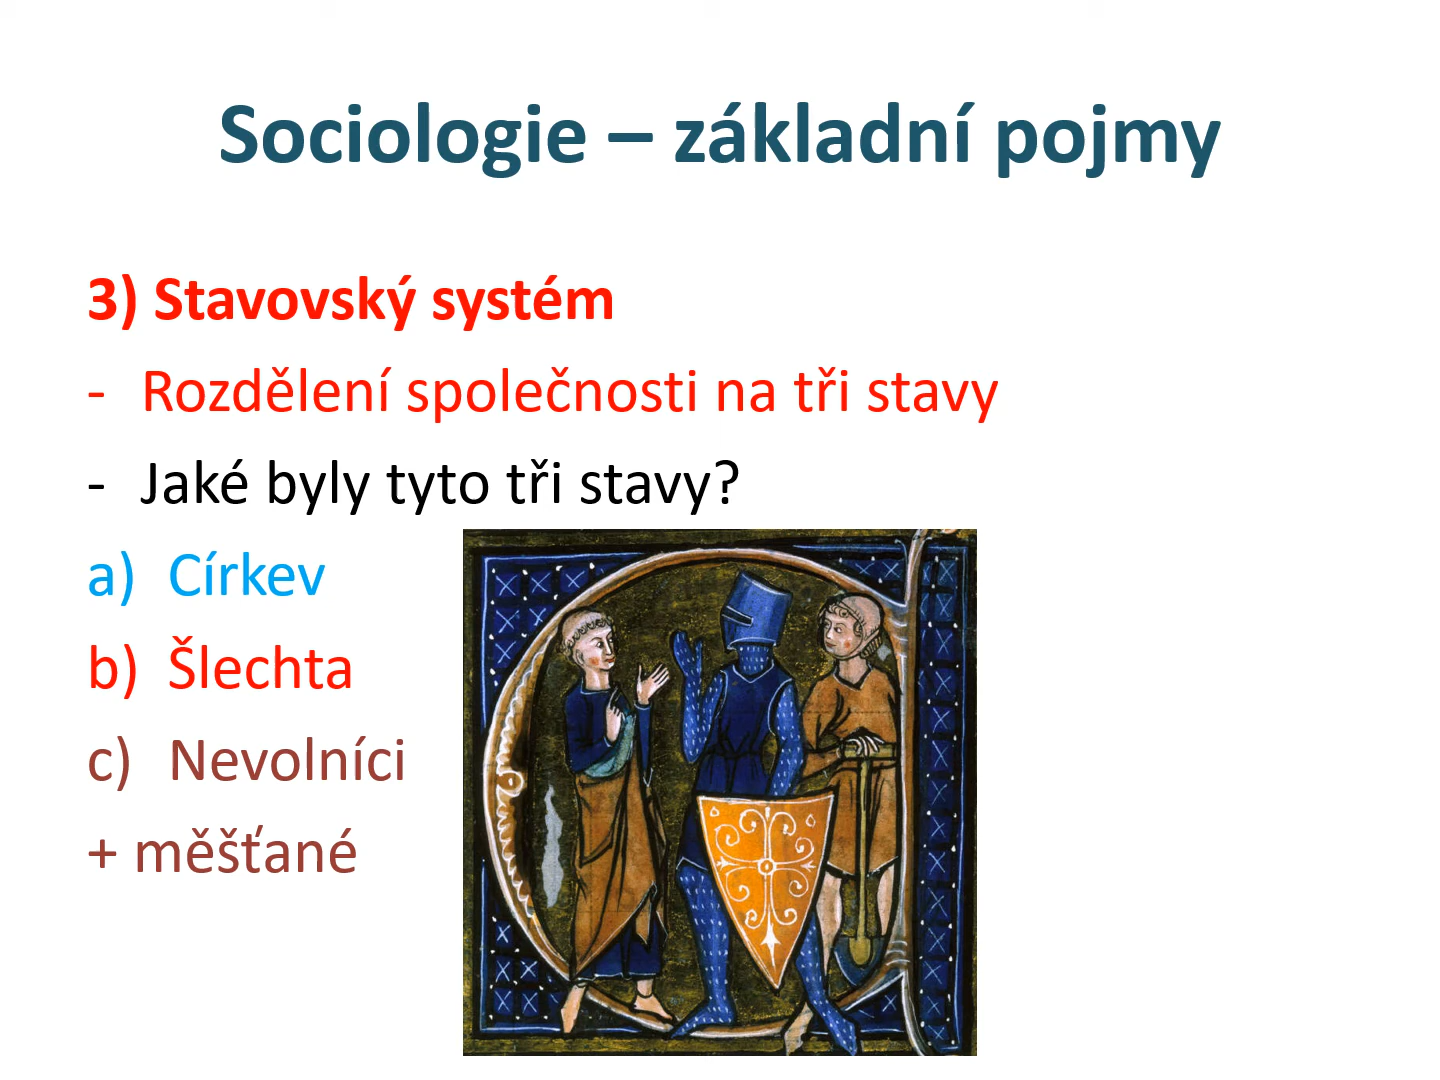 Sociologie – základní pojmy
3) Stavovský systém
- Rozdělení společnosti na tři stavy
- Jaké byly tyto tři stavy?
a) Církev
b) Šlechta
c) Nevolníci
+ měšťané